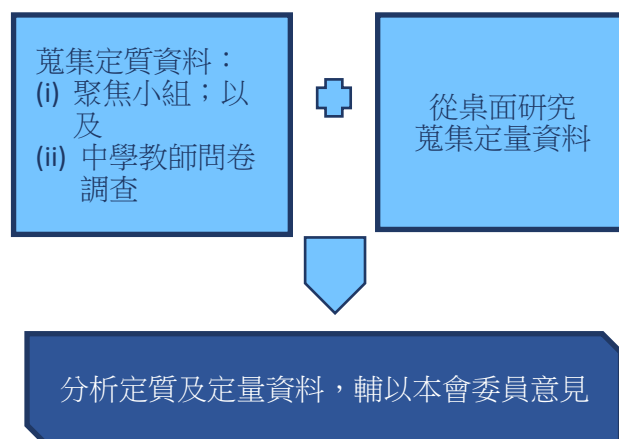 蒐集定質資料：
(i) 聚焦小組；以
及
(ii) 中學教師問卷
調查
從桌面研究
蒐集定量資料
分析定質及定量資料，輔以本會委員意見